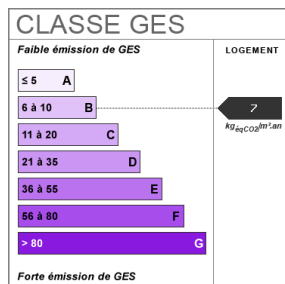 CLASSE GES
Faible émission de GES
LOGEMENT
≤ 5 A
6 à 10 B
7
kgéqCO2/m².an
11 à 20 C
21 à 35 D
36 à 55 E
56 à 80 F
> 80 G
Forte émission de GES